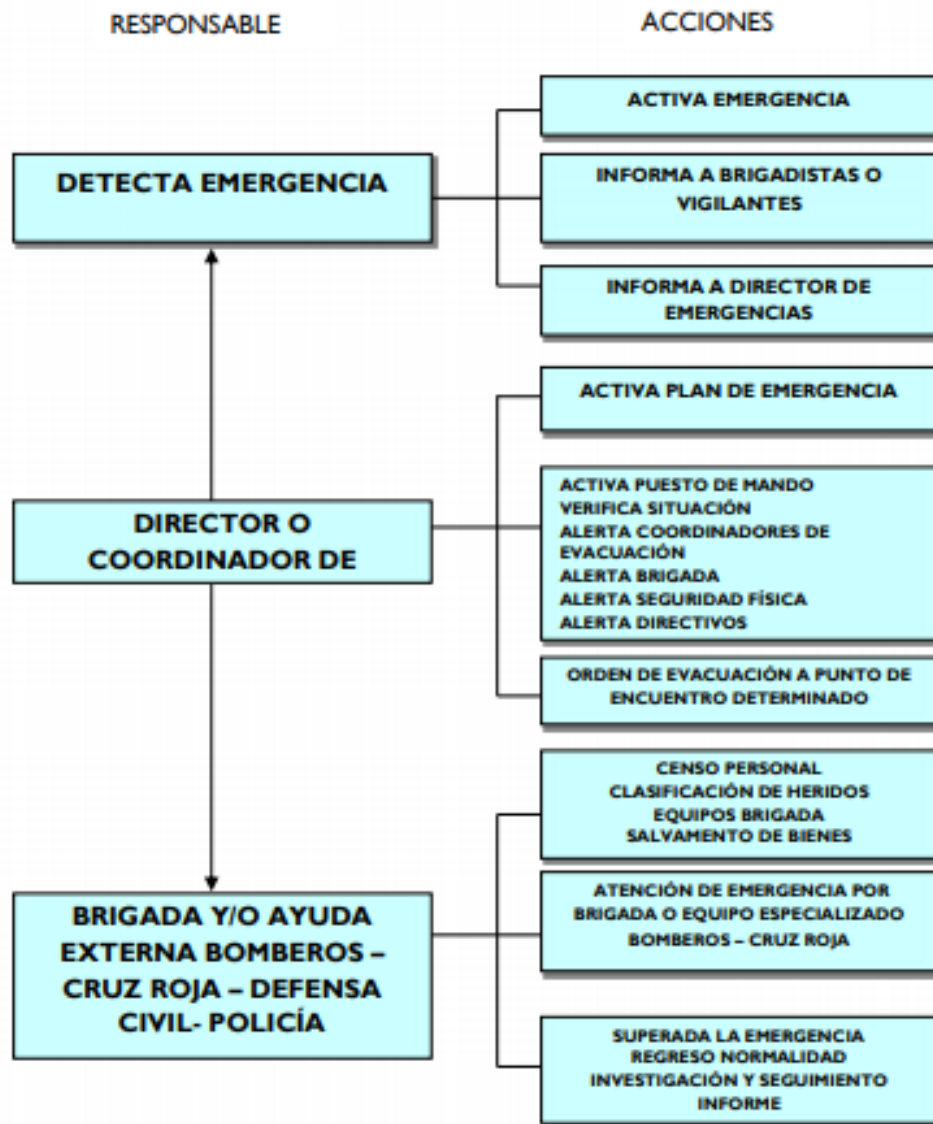 RESPONSABLE
ACCIONES
DETECTA EMERGENCIA
ACTIVA EMERGENCIA
INFORMA A BRIGADISTAS O
VIGILANTES
INFORMA A DIRECTOR DE
EMERGENCIAS
DIRECTOR O
COORDINADOR DE
ACTIVA PLAN DE EMERGENCIA
ACTIVA PUESTO DE MANDO
VERIFICA SITUACIÓN
ALERTA COORDINADORES DE
EVACUACIÓN
ALERTA BRIGADA
ALERTA SEGURIDAD FÍSICA
ALERTA DIRECTIVOS
ORDEN DE EVACUACIÓN A PUNTO DE
ENCUENTRO DETERMINADO
BRIGADA Y/O AYUDA
EXTERNA BOMBEROS –
CRUZ ROJA – DEFENSA
CIVIL- POLICÍA
CENSO PERSONAL
CLASIFICACIÓN DE HERIDOS
EQUIPOS BRIGADA
SALVAMENTO DE BIENES
ATENCIÓN DE EMERGENCIA POR
BRIGADA O EQUIPO ESPECIALIZADO
BOMBEROS – CRUZ ROJA
SUPERADA LA EMERGENCIA
REGRESO NORMALIDAD
INVESTIGACIÓN Y SEGUIMIENTO
INFORME